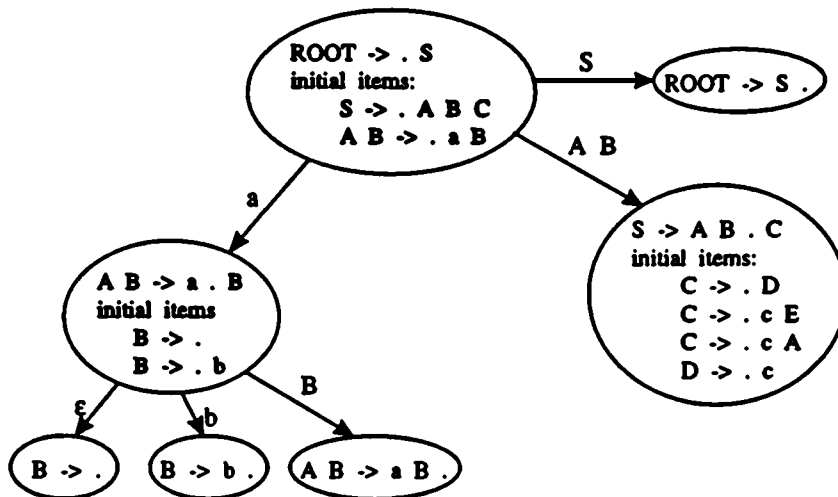 ROOT -> . S
initial items:
S -> . A B C
A B -> . a B
S
ROOT -> S .
A B
a
S -> A B . C
initial items:
C -> . D
C -> . c E
C -> . c A
D -> . c
A B -> a . B
initial items
B -> .
B -> . b
ε
b
B
B -> .
B -> b .
A B -> a B .